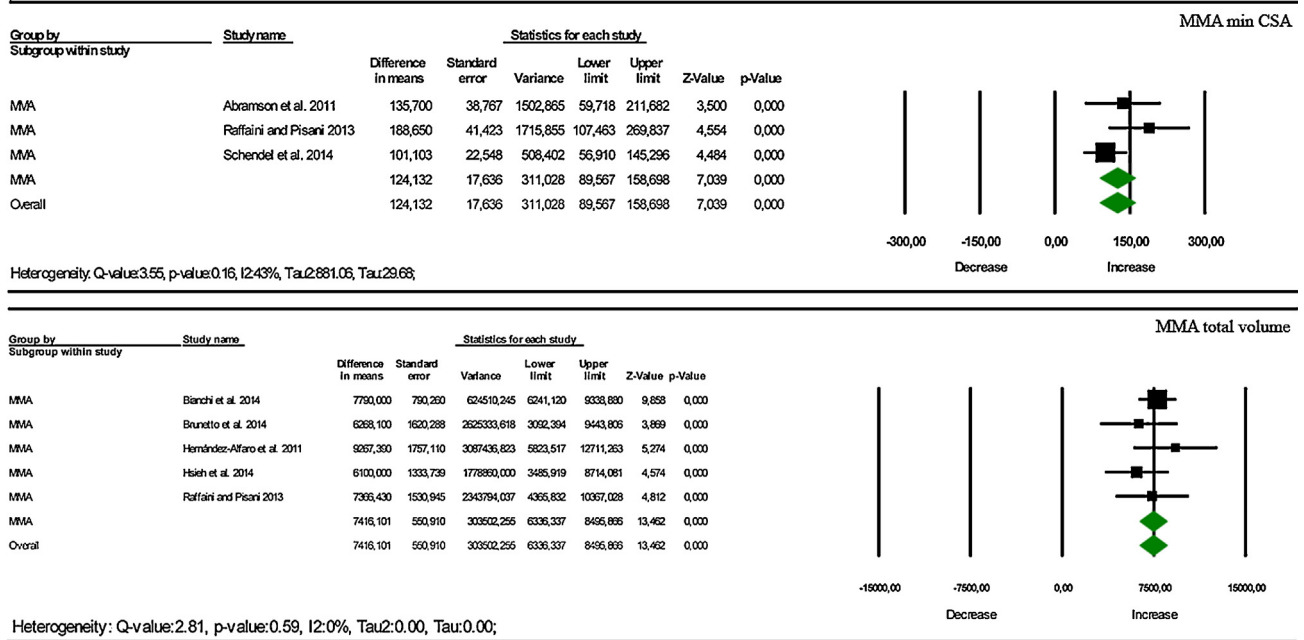 MMA min CSA
Group by Study name Statistics for each study
Subgroup within study
Difference Standard Lower Upper
in means error Variance limit limit Z-Value p-Value
MMA Abramson et al. 2011 135,700 38,767 1502,865 59,718 211,682 3,500 0,000
MMA Raffaini and Pisani 2013 188,650 41,423 1715,855 107,463 269,837 4,554 0,000
MMA Schendel et al. 2014 101,103 22,548 508,402 56,910 145,296 4,484 0,000
MMA 124,132 17,636 311,028 89,567 158,698 7,039 0,000
Overall 124,132 17,636 311,028 89,567 158,698 7,039 0,000
-300,00 -150,00 0,00 150,00 300,00
Decrease Increase
Heterogeneity: Q-value:3.55, p-value:0.16, I2:43%, Tau2:881.06, Tau:29.68;
MMA total volume
Group by Study name Statistics for each study
Subgroup within study
Difference Standard Lower Upper
in means error Variance limit limit Z-Value p-Value
MMA Bianchi et al. 2014 7790,000 790,260 624510,245 6241,120 9338,880 9,858 0,000
MMA Brunetto et al. 2014 6268,100 1620,288 2625333,618 3092,394 9443,806 3,869 0,000
MMA Hernández-Alfaro et al. 2011 9267,390 1757,110 3087436,823 5823,517 12711,263 5,274 0,000
MMA Hsieh et al. 2014 6100,000 1333,739 1778860,000 3485,919 8714,081 4,574 0,000
MMA Raffaini and Pisani 2013 7366,430 1530,945 2343794,037 4365,832 10367,028 4,812 0,000
MMA 7416,101 550,910 303502,255 6336,337 8495,866 13,462 0,000
Overall 7416,101 550,910 303502,255 6336,337 8495,866 13,462 0,000
-15000,00 -7500,00 0,00 7500,00 15000,00
Decrease Increase
Heterogeneity: Q-value:2.81, p-value:0.59, I2:0%, Tau2:0.00, Tau:0.00;